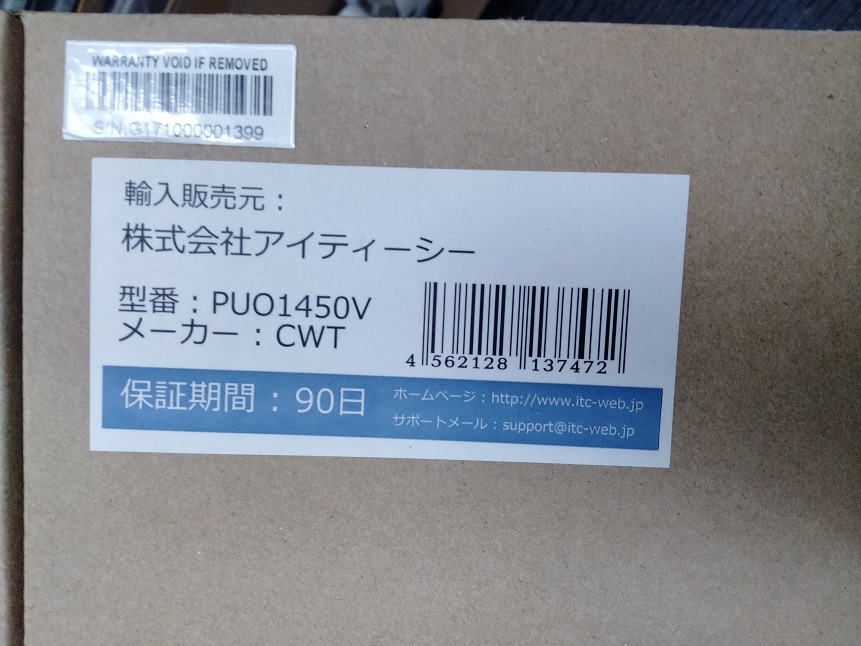 WARRANTY VOID IF REMOVED
S/N:G171000001399
輸入販売元：
株式会社アイティーシー
型番：PUO1450V
メーカー：CWT
4 562128 137472
保証期間：90日
ホームページ：http://www.itc-web.jp
サポートメール：support@itc-web.jp